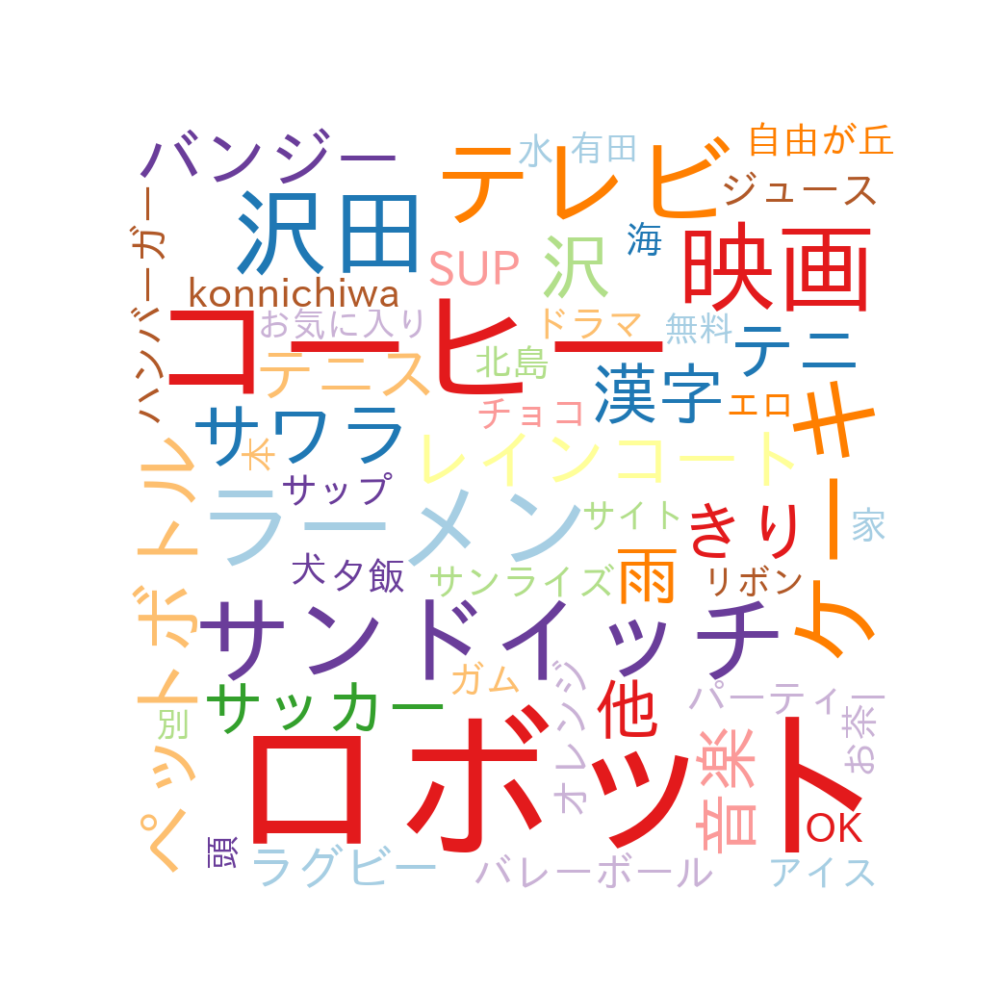 バンジー
テレビ
水
有田
自由が丘
ジュース
沢田
SUP
沢
海
映画
ハンバーガー
konnichiwa
コーヒー
お気に入り
ドラマ
無料
テニ
テニス
北島
チョコ
漢字
エロ
ケーキ
サワラ
本
レインコート
ペットボトル
サップ
ラーメン
サイト
きり
家
犬
夕飯
サンライズ
雨
リボン
サンドイッチ
サッカー
ガム
オレンジ
他
パーティー
お茶
別
ロボット
音楽
OK
頭
ラグビー
バレーボール
アイス